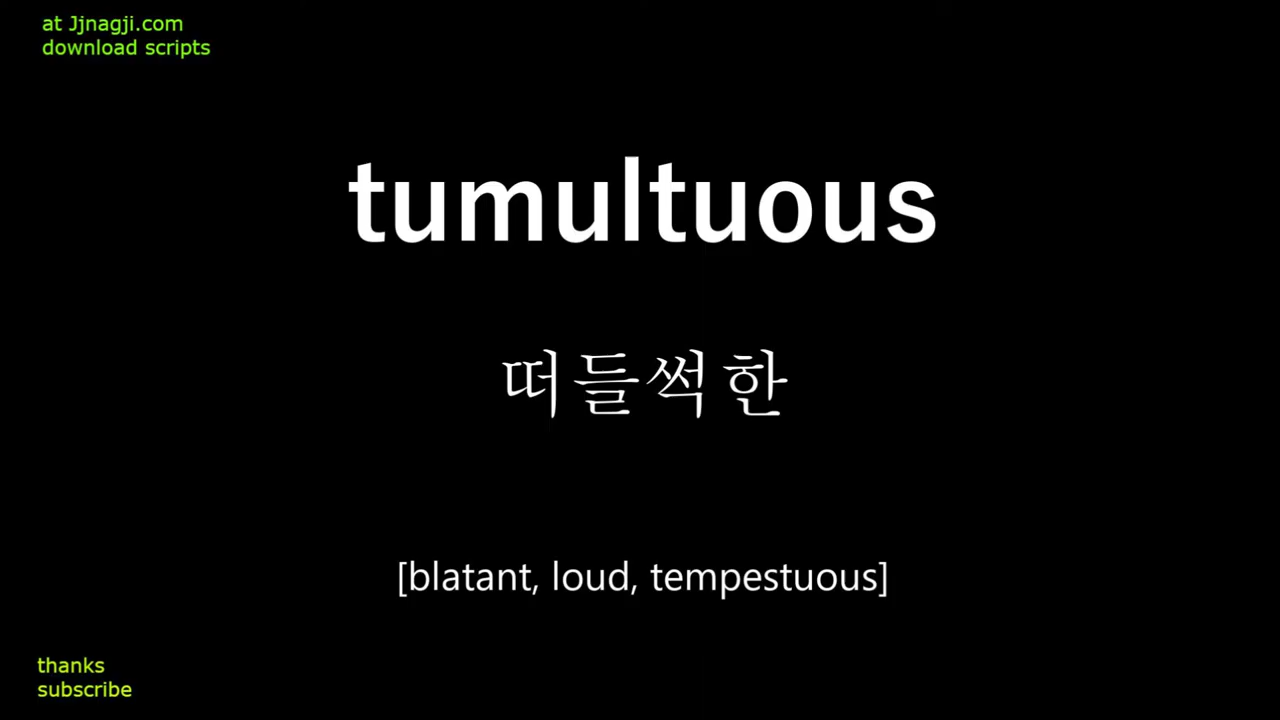 at Jjnagji.com
download scripts
tumultuous
떠들썩한
[blatant, loud, tempestuous]
thanks
subscribe